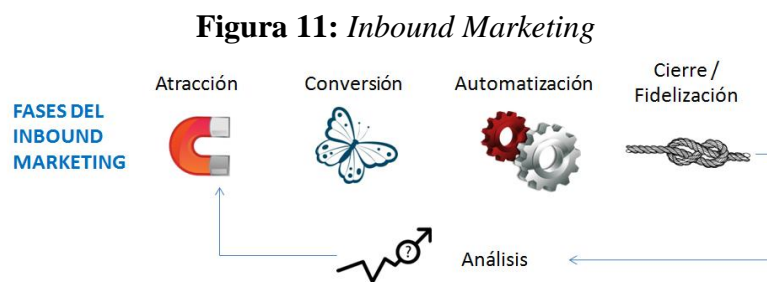 Figura 11: Inbound Marketing
Atracción
Conversión
Automatización
Cierre /
Fidelización
FASES DEL
INBOUND
MARKETING
?
Análisis